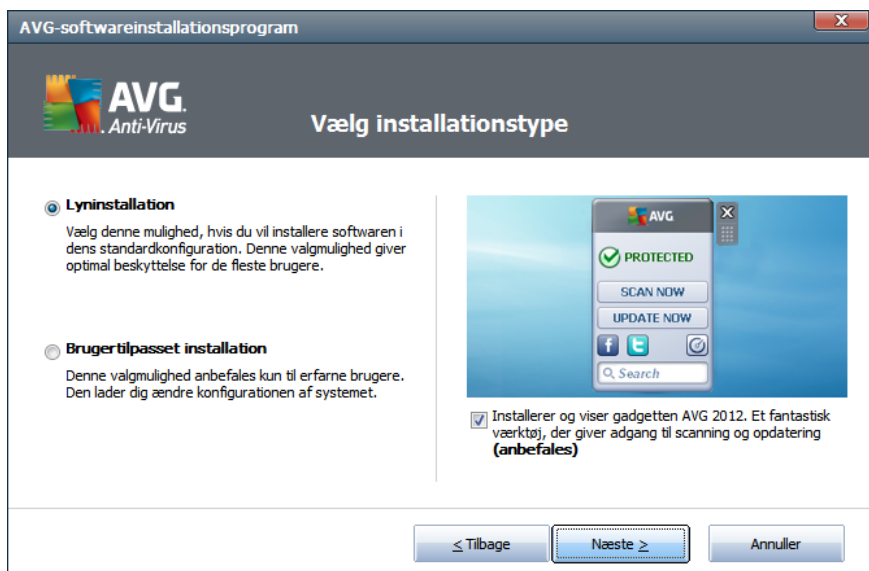 AVG-softwareinstallationsprogram
AVG.
Anti-Virus
Vælg installationstype
Lyninstallation
Vælg denne mulighed, hvis du vil installere softwaren i
dens standardkonfiguration. Denne valgmulighed giver
optimal beskyttelse for de fleste brugere.
Brugertilpasset installation
Denne valgmulighed anbefales kun til erfarne brugere.
Den lader dig ændre konfigurationen af systemet.
AVG
PROTECTED
SCAN NOW
UPDATE NOW
Search
Installerer og viser gadgetten AVG 2012. Et fantastisk
værktøj, der giver adgang til scanning og opdatering
(anbefales)
< Tilbage
Næste >
Annuller